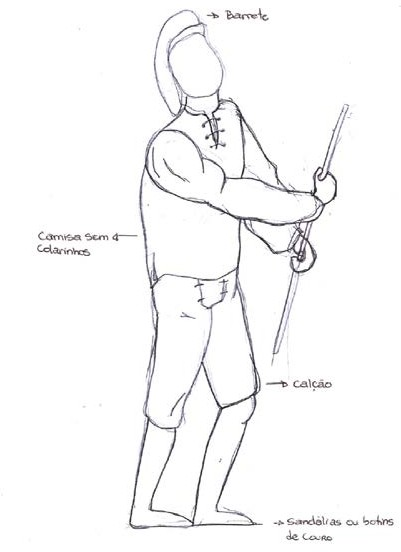 Barrete
Camisa sem
colarinhos
calção
sandálias ou botins
de couro